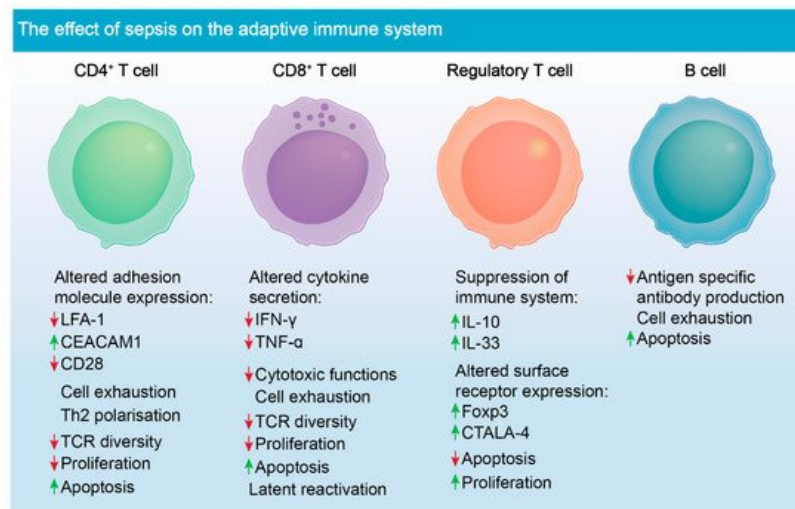 The effect of sepsis on the adaptive immune system
CD4⁺ T cell
Altered adhesion
molecule expression:
↓LFA-1
↑CEACAM1
↓CD28
Cell exhaustion
Th2 polarisation
↓TCR diversity
↓Proliferation
↑Apoptosis
CD8⁺ T cell
Altered cytokine
secretion:
↓IFN-γ
↓TNF-α
↓Cytotoxic functions
Cell exhaustion
↓TCR diversity
↓Proliferation
↑Apoptosis
Latent reactivation
Regulatory T cell
Suppression of
immune system:
↑IL-10
↑IL-33
Altered surface
receptor expression:
↑Foxp3
↑CTALA-4
↓Apoptosis
↑Proliferation
B cell
↓Antigen specific
antibody production
Cell exhaustion
↑Apoptosis